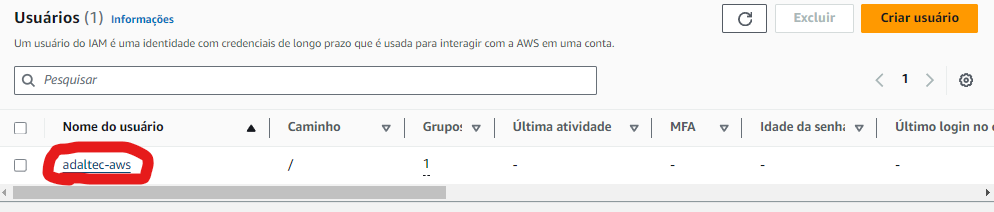 Usuários (1) Informações
Excluir
Criar usuário
Um usuário do IAM é uma identidade com credenciais de longo prazo que é usada para interagir com a AWS em uma conta.
Pesquisar
1
Nome do usuário Caminho Grupos Última atividade MFA Idade da senha Último login no
adaltec-aws / 1 - - - -